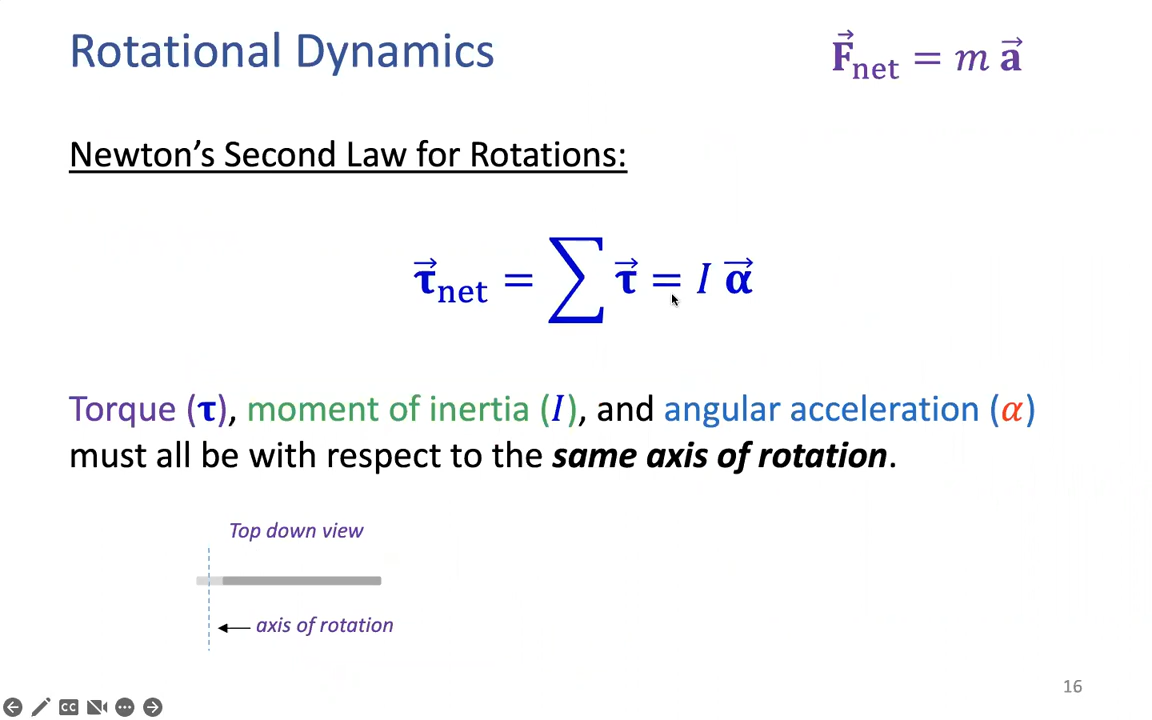 Rotational Dynamics
F⃗net = m a⃗
Newton’s Second Law for Rotations:
τ⃗net = ∑ τ⃗ = I α⃗
Torque (τ), moment of inertia (I), and angular acceleration (α)
must all be with respect to the same axis of rotation.
Top down view
axis of rotation
16
CC